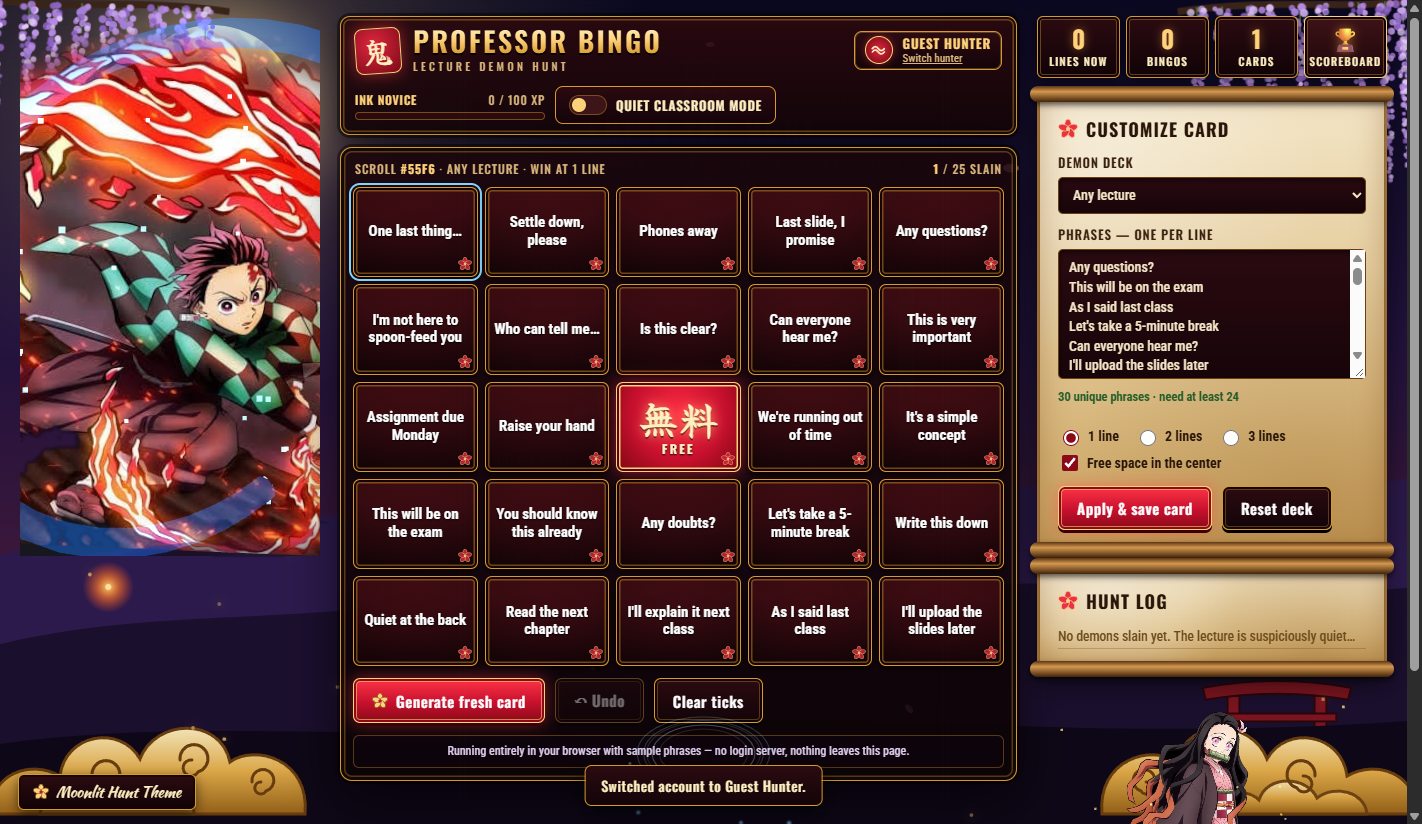 鬼
PROFESSOR BINGO
LECTURE DEMON HUNT
GUEST HUNTER
Switch hunter
INK NOVICE 0 / 100 XP
QUIET CLASSROOM MODE
0
LINES NOW
0
BINGOS
1
CARDS
SCOREBOARD
SCROLL #55F6 · ANY LECTURE · WIN AT 1 LINE
1 / 25 SLAIN
One last thing...
Settle down,
please
Phones away
Last slide, I
promise
Any questions?
I'm not here to
spoon-feed you
Who can tell me...
Is this clear?
Can everyone
hear me?
This is very
important
Assignment due
Monday
Raise your hand
無料
FREE
We're running out
of time
It's a simple
concept
This will be on
the exam
You should know
this already
Any doubts?
Let's take a 5-
minute break
Write this down
Quiet at the back
Read the next
chapter
I'll explain it next
class
As I said last
class
I'll upload the
slides later
Generate fresh card
Undo
Clear ticks
Running entirely in your browser with sample phrases — no login server, nothing leaves this page.
Switched account to Guest Hunter.
CUSTOMIZE CARD
DEMON DECK
Any lecture
PHRASES — ONE PER LINE
Any questions?
This will be on the exam
As I said last class
Let's take a 5-minute break
Can everyone hear me?
I'll upload the slides later
30 unique phrases · need at least 24
1 line 2 lines 3 lines
Free space in the center
Apply & save card
Reset deck
HUNT LOG
No demons slain yet. The lecture is suspiciously quiet...
Moonlit Hunt Theme